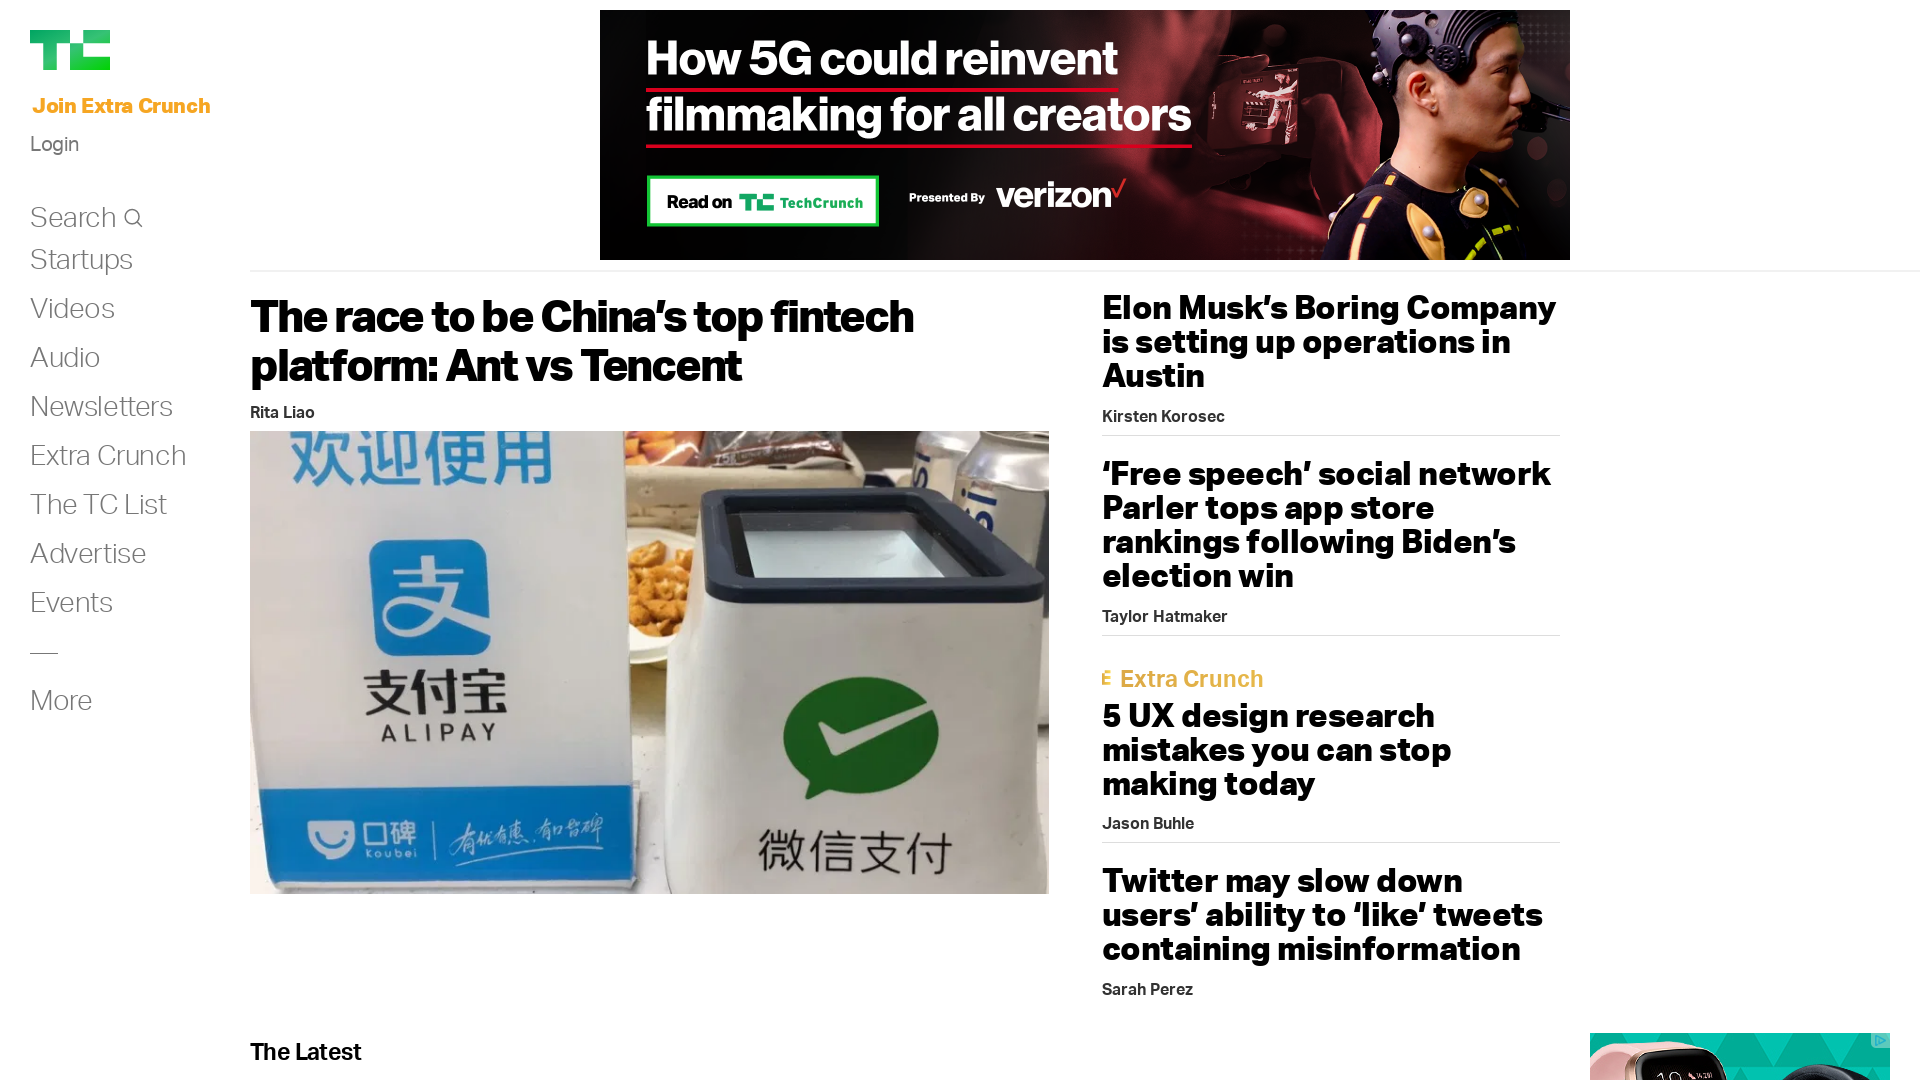 Join Extra Crunch
Login
Search
Startups
Videos
Audio
Newsletters
Extra Crunch
The TC List
Advertise
Events
—
More
How 5G could reinvent
filmmaking for all creators
Read on TC TechCrunch
Presented By verizon✓
The race to be China’s top fintech
platform: Ant vs Tencent
Rita Liao
欢迎使用
支付宝
ALIPAY
口碑
Koubei
微信支付
Elon Musk’s Boring Company
is setting up operations in
Austin
Kirsten Korosec
‘Free speech’ social network
Parler tops app store
rankings following Biden’s
election win
Taylor Hatmaker
Extra Crunch
5 UX design research
mistakes you can stop
making today
Jason Buhle
Twitter may slow down
users’ ability to ‘like’ tweets
containing misinformation
Sarah Perez
The Latest